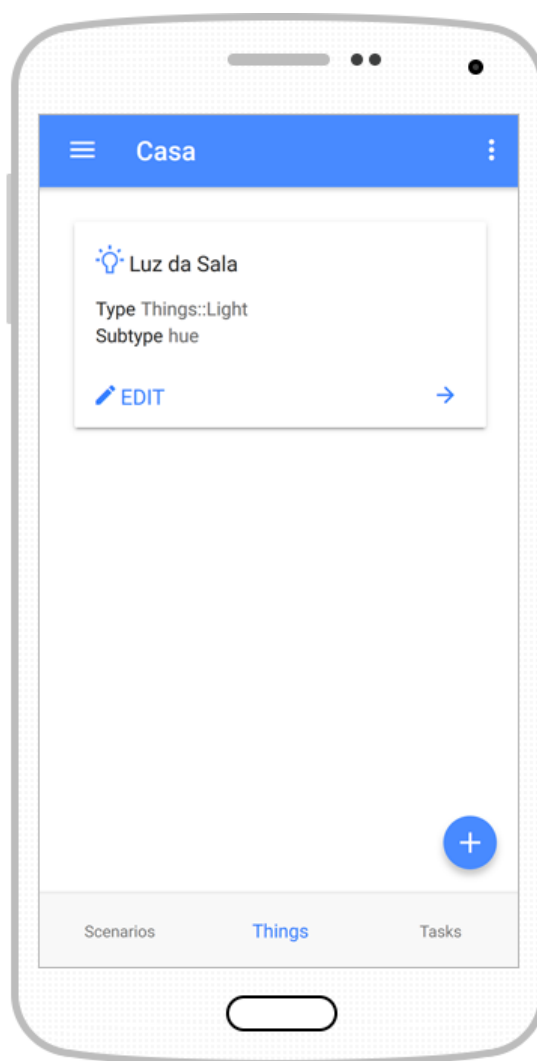 Casa
Luz da Sala
Type Things::Light
Subtype hue
EDIT
Scenarios Things Tasks